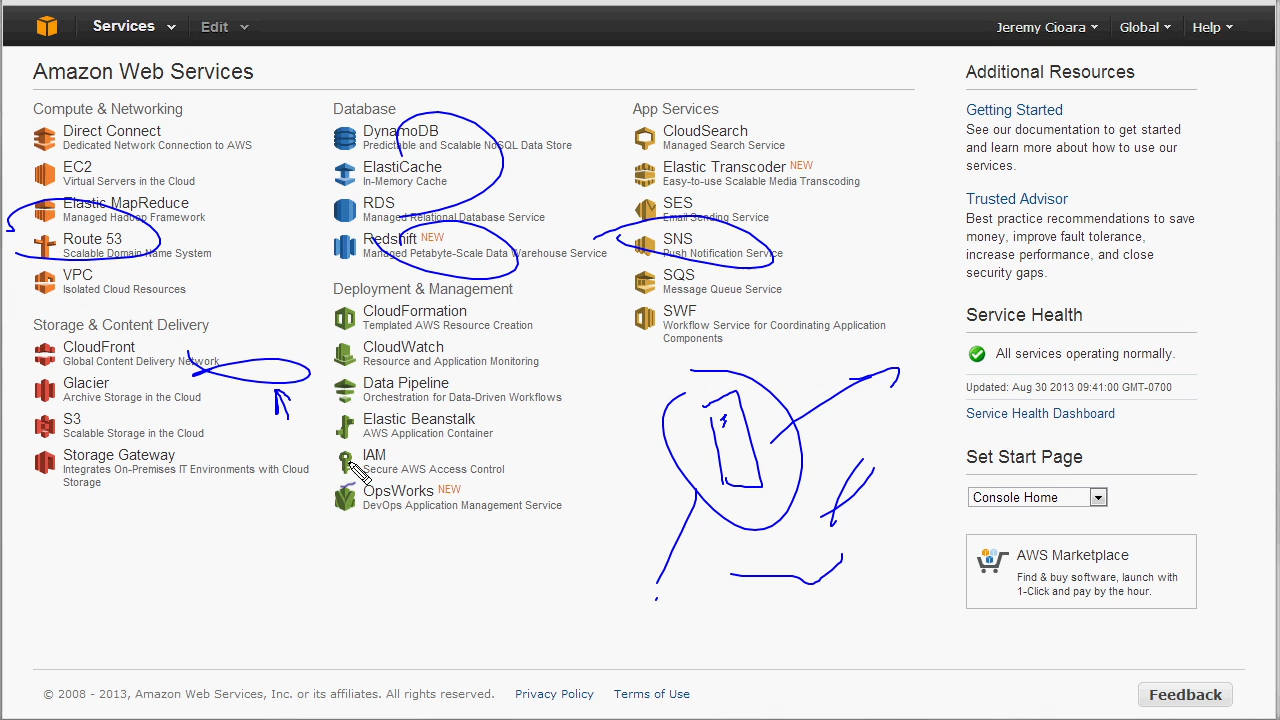 Services
Edit
Jeremy Cioara
Global
Help
Amazon Web Services
Compute & Networking
Direct Connect
Dedicated Network Connection to AWS
EC2
Virtual Servers in the Cloud
Elastic MapReduce
Managed Hadoop Framework
Route 53
Scalable Domain Name System
VPC
Isolated Cloud Resources
Storage & Content Delivery
CloudFront
Global Content Delivery Network
Glacier
Archive Storage in the Cloud
S3
Scalable Storage in the Cloud
Storage Gateway
Integrates On-Premises IT Environments with Cloud
Storage
Database
DynamoDB
Predictable and Scalable NoSQL Data Store
ElastiCache
In-Memory Cache
RDS
Managed Relational Database Service
Redshift NEW
Managed Petabyte-Scale Data Warehouse Service
Deployment & Management
CloudFormation
Templated AWS Resource Creation
CloudWatch
Resource and Application Monitoring
Data Pipeline
Orchestration for Data-Driven Workflows
Elastic Beanstalk
AWS Application Container
IAM
Secure AWS Access Control
OpsWorks NEW
DevOps Application Management Service
App Services
CloudSearch
Managed Search Service
Elastic Transcoder NEW
Easy-to-use Scalable Media Transcoding
SES
Email Sending Service
SNS
Push Notification Service
SQS
Message Queue Service
SWF
Workflow Service for Coordinating Application
Components
Additional Resources
Getting Started
See our documentation to get started
and learn more about how to use our
services.
Trusted Advisor
Best practice recommendations to save
money, improve fault tolerance,
increase performance, and close
security gaps.
Service Health
All services operating normally.
Updated: Aug 30 2013 09:41:00 GMT-0700
Service Health Dashboard
Set Start Page
Console Home
AWS Marketplace
Find & buy software, launch with
1-Click and pay by the hour.
© 2008 - 2013, Amazon Web Services, Inc. or its affiliates. All rights reserved.
Privacy Policy
Terms of Use
Feedback